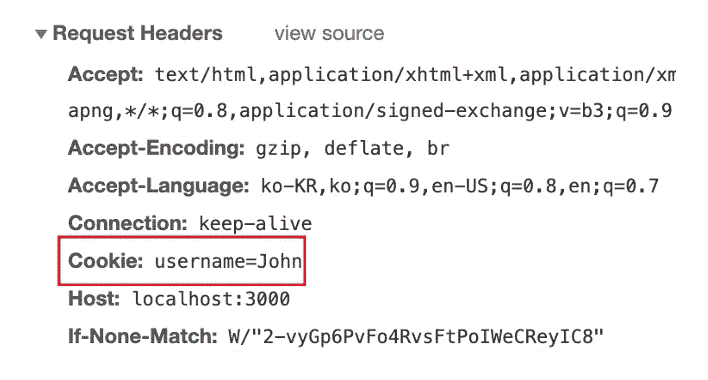 Request Headers view source
Accept: text/html,application/xhtml+xml,application/xm
apng,*/*;q=0.8,application/signed-exchange;v=b3;q=0.9
Accept-Encoding: gzip, deflate, br
Accept-Language: ko-KR,ko;q=0.9,en-US;q=0.8,en;q=0.7
Connection: keep-alive
Cookie: username=John
Host: localhost:3000
If-None-Match: W/"2-vyGp6PvFo4RvsFtPoIWeCReyIC8"